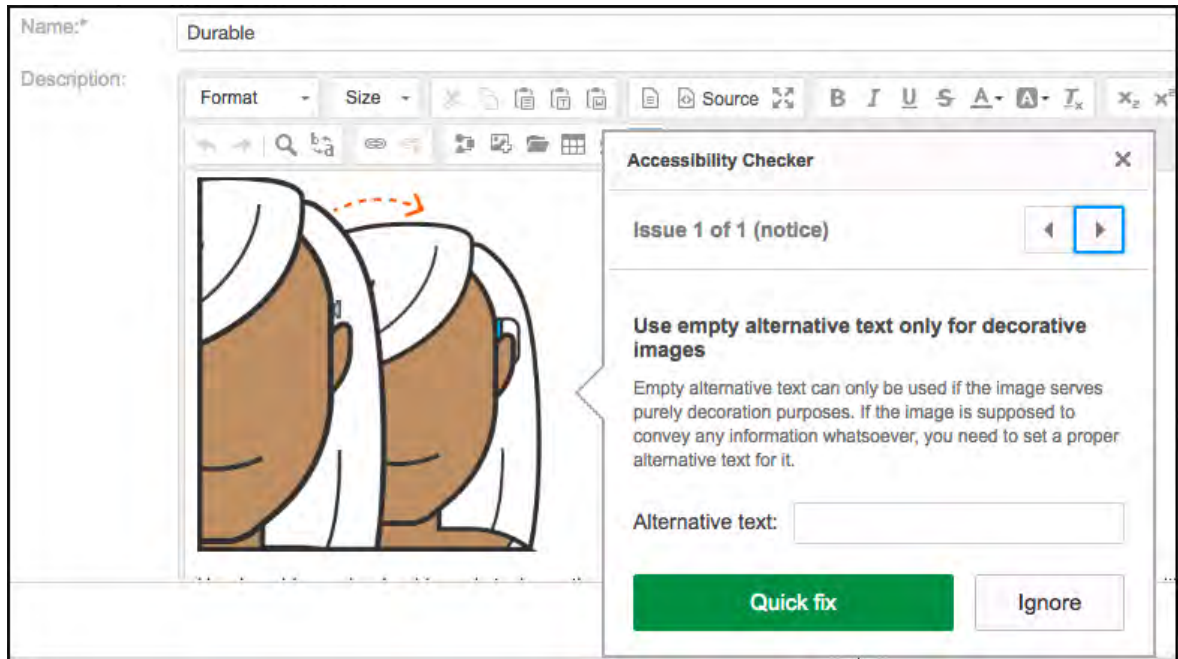 Name:*
Durable
Description:
Format
Size
Source
B I U S A A Tx
x₂ x²
b a
Accessibility Checker
Issue 1 of 1 (notice)
Use empty alternative text only for decorative
images
Empty alternative text can only be used if the image serves
purely decoration purposes. If the image is supposed to
convey any information whatsoever, you need to set a proper
alternative text for it.
Alternative text:
Quick fix
Ignore